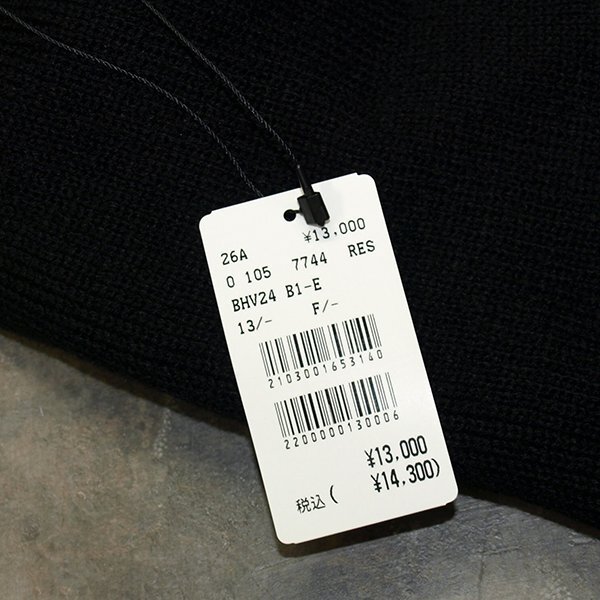 26A ¥13,000
0 105 7744 RES
BHV24 B1-E
13/- F/-
2103001653140
2200000130006
¥13,000
税込( ¥14,300)